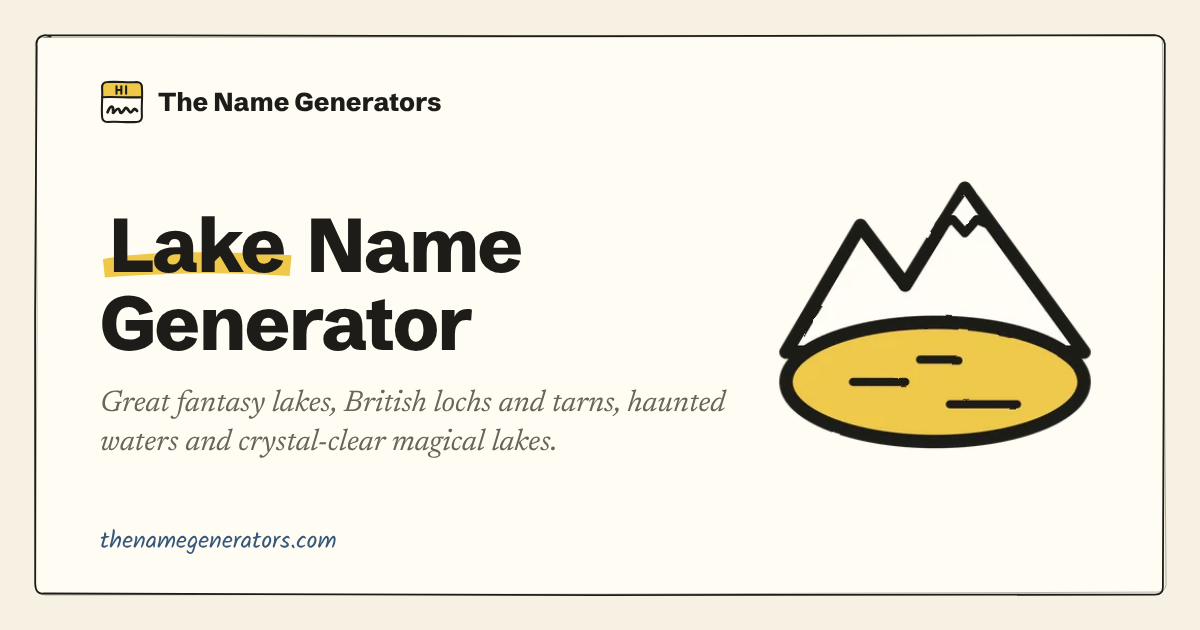 HI
The Name Generators
Lake Name
Generator
Great fantasy lakes, British lochs and tarns, haunted
waters and crystal-clear magical lakes.
thenamegenerators.com